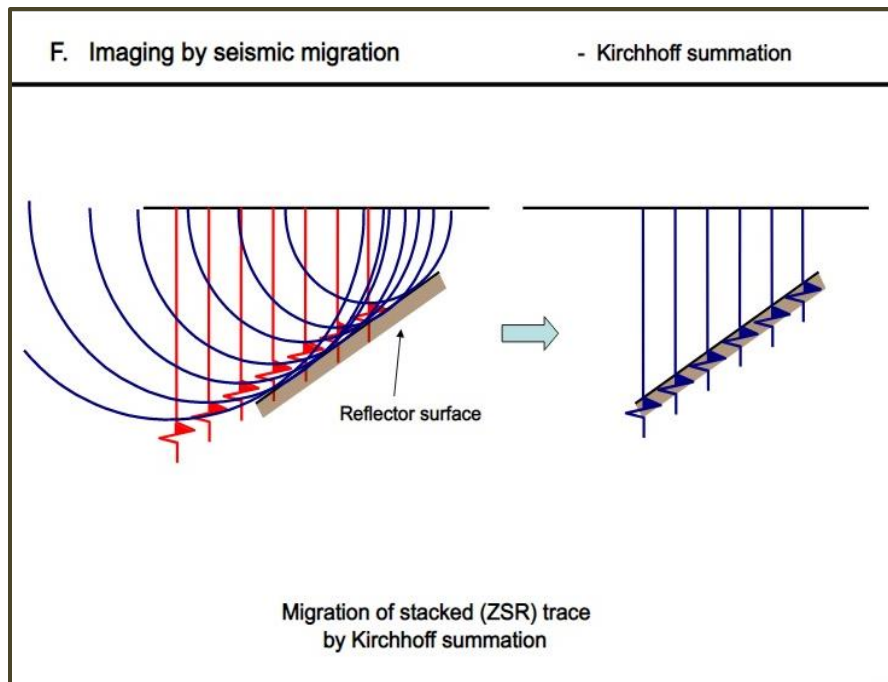 F. Imaging by seismic migration - Kirchhoff summation
Reflector surface
Migration of stacked (ZSR) trace
by Kirchhoff summation